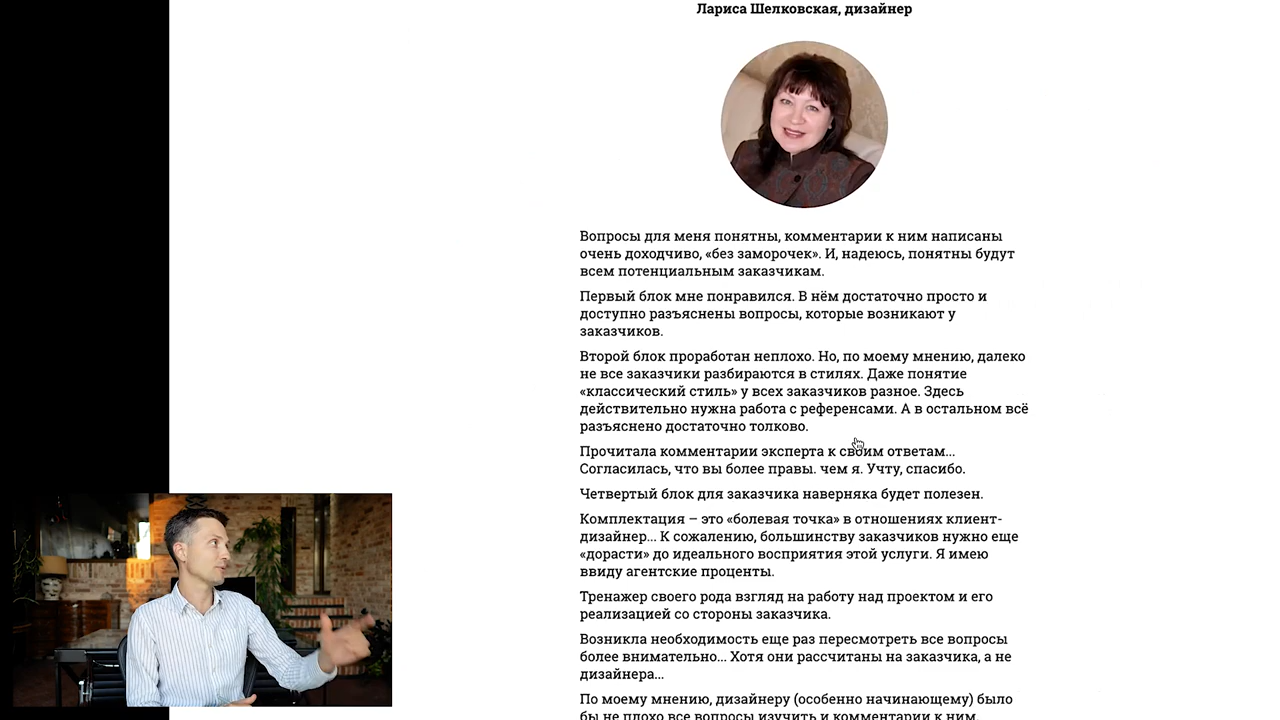 Лариса Шелковская, дизайнер
Вопросы для меня понятны, комментарии к ним написаны
очень доходчиво, «без заморочек». И, надеюсь, понятны будут
всем потенциальным заказчикам.
Первый блок мне понравился. В нём достаточно просто и
доступно разъяснены вопросы, которые возникают у
заказчиков.
Второй блок проработан неплохо. Но, по моему мнению, далеко
не все заказчики разбираются в стилях. Даже понятие
«классический стиль» у всех заказчиков разное. Здесь
действительно нужна работа с референсами. А в остальном всё
разъяснено достаточно толково.
Прочитала комментарии эксперта к своим ответам...
Согласилась, что вы более правы. чем я. Учту, спасибо.
Четвертый блок для заказчика наверняка будет полезен.
Комплектация – это «болевая точка» в отношениях клиент-
дизайнер... К сожалению, большинству заказчиков нужно еще
«дорасти» до идеального восприятия этой услуги. Я имею
ввиду агентские проценты.
Тренажер своего рода взгляд на работу над проектом и его
реализацией со стороны заказчика.
Возникла необходимость еще раз пересмотреть все вопросы
более внимательно... Хотя они рассчитаны на заказчика, а не
дизайнера...
По моему мнению, дизайнеру (особенно начинающему) было
бы не плохо все вопросы изучить и комментарии к ним.